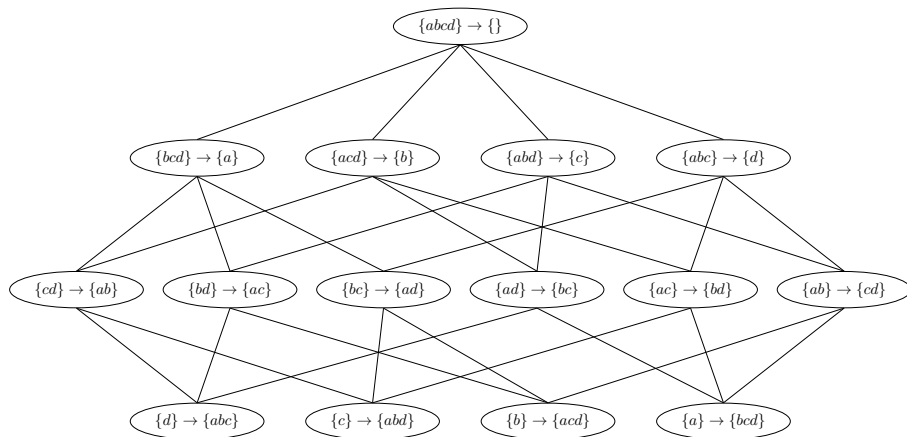 {abcd} → {}
{bcd} → {a} {acd} → {b} {abd} → {c} {abc} → {d}
{cd} → {ab} {bd} → {ac} {bc} → {ad} {ad} → {bc} {ac} → {bd} {ab} → {cd}
{d} → {abc} {c} → {abd} {b} → {acd} {a} → {bcd}